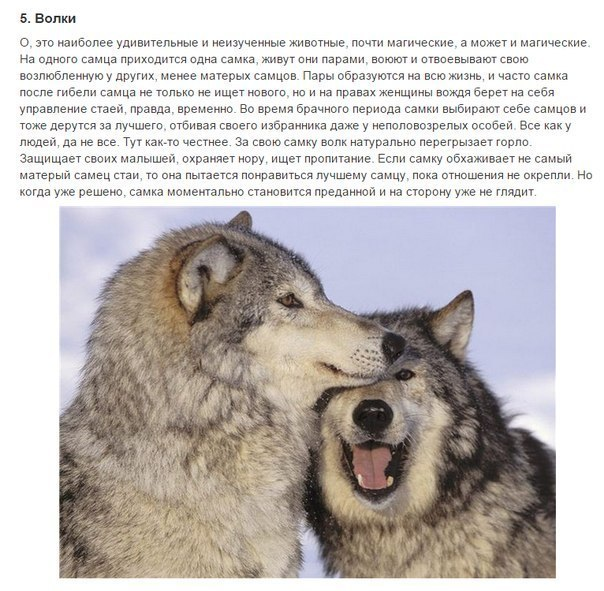 5. Волки
О, это наиболее удивительные и неизученные животные, почти магические, а может и магические.
На одного самца приходится одна самка, живут они парами, воюют и отвоевывают свою
возлюбленную у других, менее матерых самцов. Пары образуются на всю жизнь, и часто самка
после гибели самца не только не ищет нового, но и на правах женщины вождя берет на себя
управление стаей, правда, временно. Во время брачного периода самки выбирают себе самцов и
тоже дерутся за лучшего, отбивая своего избранника даже у неполовозрелых особей. Все как у
людей, да не все. Тут как-то честнее. За свою самку волк натурально перегрызает горло.
Защищает своих малышей, охраняет нору, ищет пропитание. Если самку обхаживает не самый
матерый самец стаи, то она пытается понравиться лучшему самцу, пока отношения не окрепли. Но
когда уже решено, самка моментально становится преданной и на сторону уже не глядит.